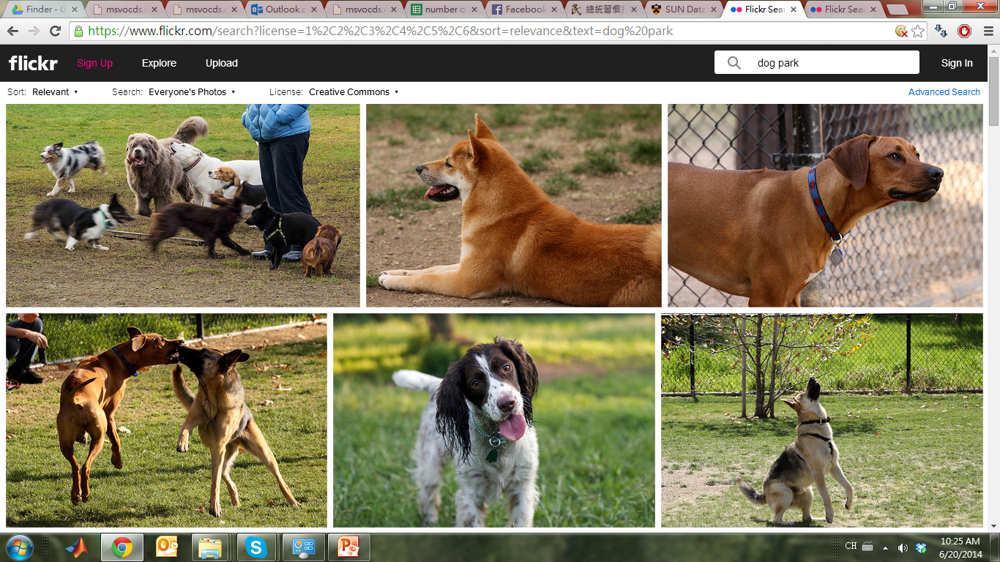 Finder - G
msvocds.
msvocds.
Outlook.c
msvocds.
number o
Facebook
總統習慣
SUN Data
Flickr Sea
Flickr Sea
https://www.flickr.com/search?license=1%2C2%2C3%2C4%2C5%2C6&sort=relevance&text=dog%20park
flickr Sign Up Explore Upload dog park Sign In
Sort: Relevant Search: Everyone's Photos License: Creative Commons Advanced Search
CH 10:25 AM
6/20/2014